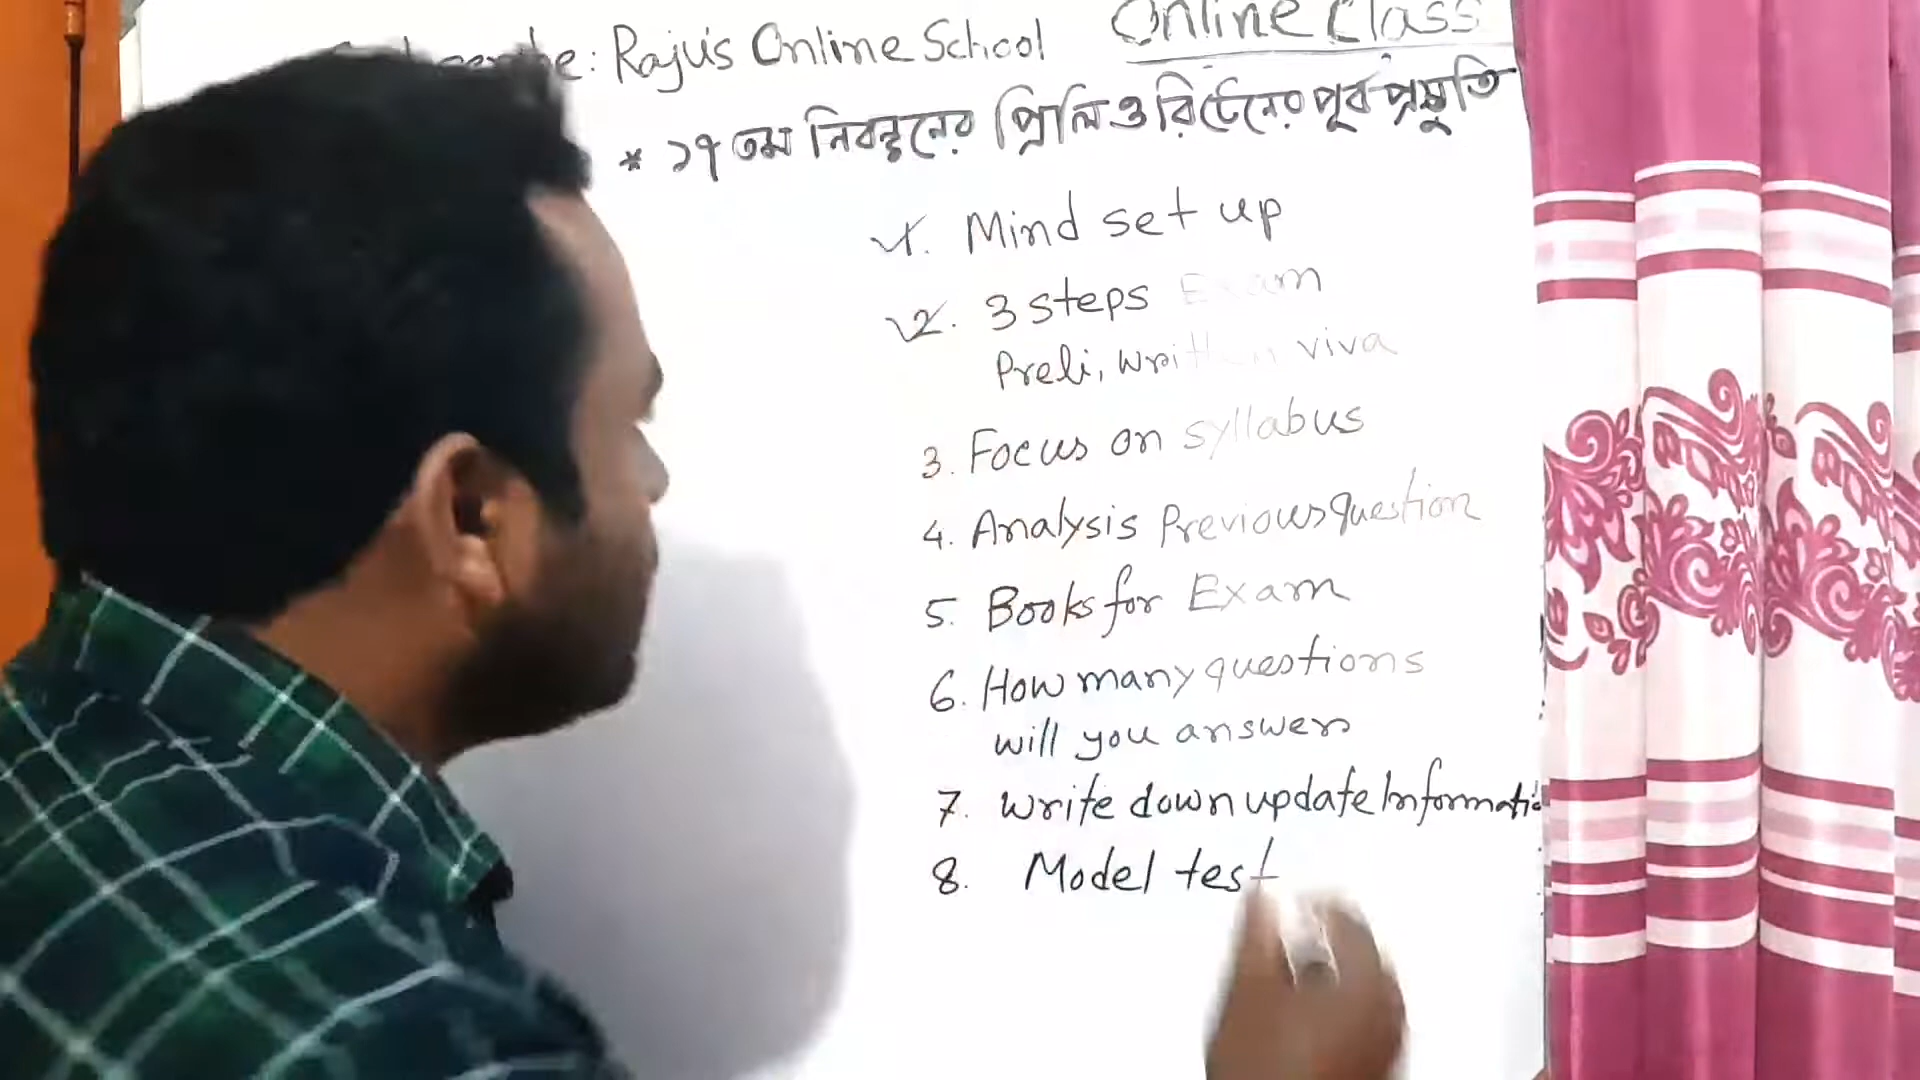 Online Class
: Raju's Online School
* ১৭ তম নিবন্ধনের প্রিলি ও রিটেনের পূর্ব প্রস্তুতি
1. Mind set up
2. 3 steps Exam
Preli, written viva
3. Focus on syllabus
4. Analysis Previous question
5. Books for Exam
6. How many questions
will you answer
7. write down update Informatio
8. Model test